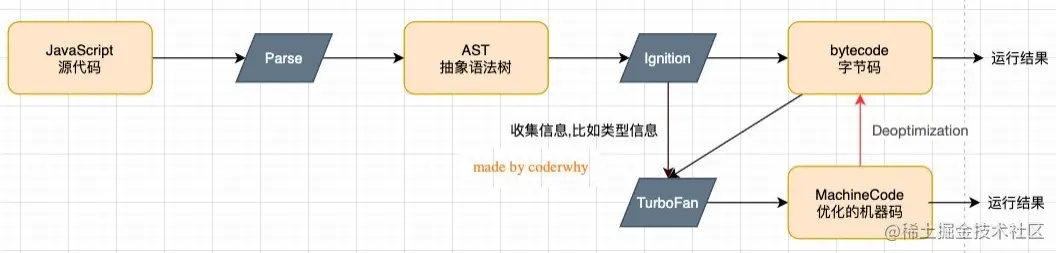 JavaScript
源代码
Parse
AST
抽象语法树
Ignition
bytecode
字节码
运行结果
收集信息,比如类型信息
Deoptimization
made by coderwhy
TurboFan
MachineCode
优化的机器码
运行结果
@稀土掘金技术社区